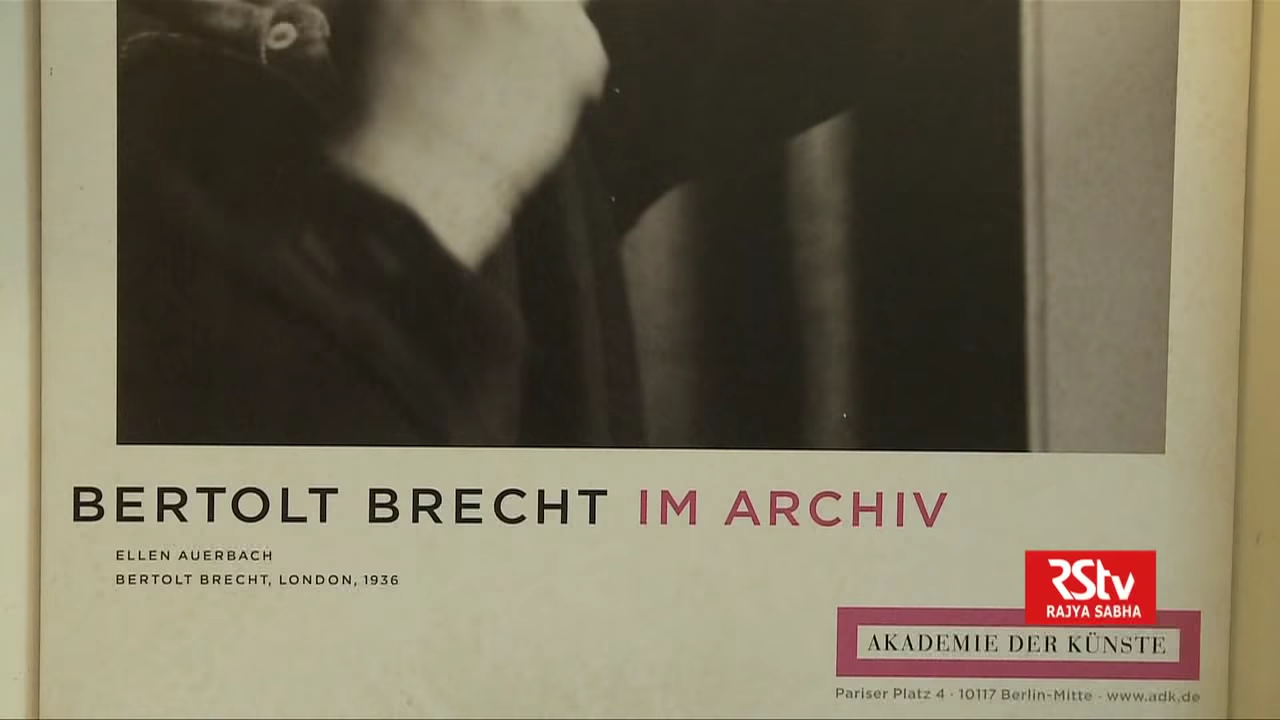 BERTOLT BRECHT IM ARCHIV
ELLEN AUERBACH
BERTOLT BRECHT, LONDON, 1936
RStv
RAJYA SABHA
AKADEMIE DER KÜNSTE
Pariser Platz 4 · 10117 Berlin-Mitte · www.adk.de